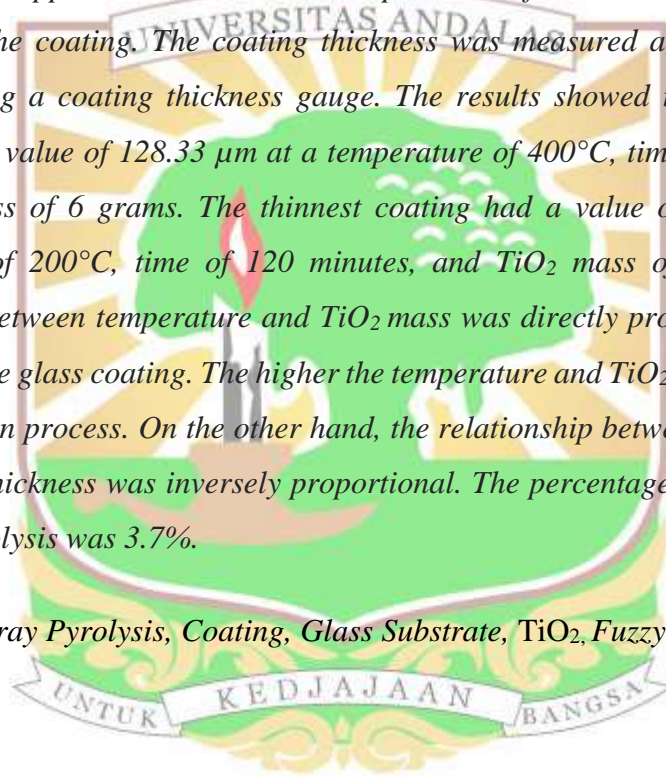 UNIVERSITAS ANDALAS
he coating. The coating thickness was measured a
g a coating thickness gauge. The results showed
value of 128.33 µm at a temperature of 400°C, tim
ss of 6 grams. The thinnest coating had a value o
of 200°C, time of 120 minutes, and TiO₂ mass o
etween temperature and TiO₂ mass was directly pro
e glass coating. The higher the temperature and TiO₂
n process. On the other hand, the relationship betwe
hickness was inversely proportional. The percentage
lysis was 3.7%.
ray Pyrolysis, Coating, Glass Substrate, TiO₂, Fuzzy
UNTUK KEDJAJAAN BANGSA